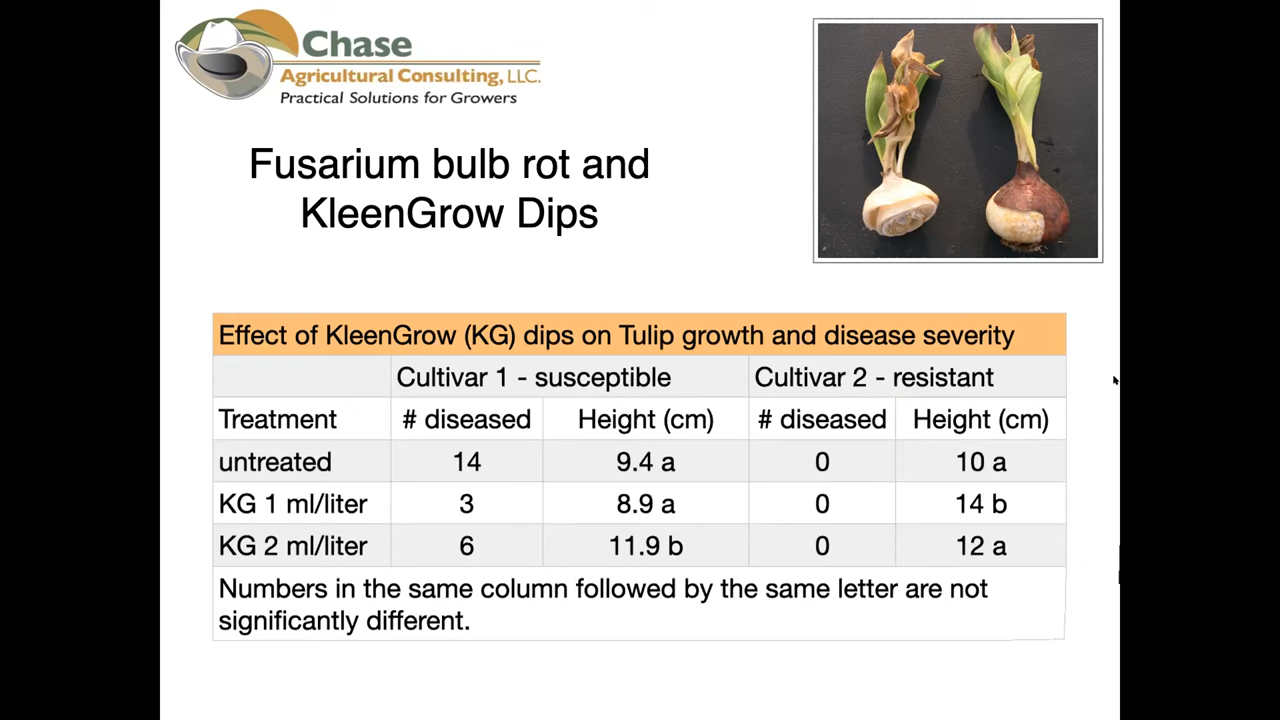 Chase
Agricultural Consulting, LLC.
Practical Solutions for Growers
Fusarium bulb rot and
KleenGrow Dips
Effect of KleenGrow (KG) dips on Tulip growth and disease severity
Cultivar 1 - susceptible Cultivar 2 - resistant
Treatment # diseased Height (cm) # diseased Height (cm)
untreated 14 9.4 a 0 10 a
KG 1 ml/liter 3 8.9 a 0 14 b
KG 2 ml/liter 6 11.9 b 0 12 a
Numbers in the same column followed by the same letter are not
significantly different.